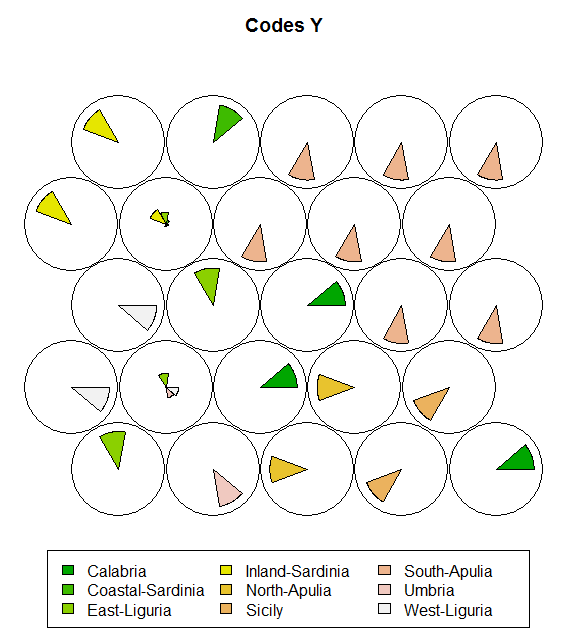 Codes Y
Calabria Inland-Sardinia South-Apulia
Coastal-Sardinia North-Apulia Umbria
East-Liguria Sicily West-Liguria